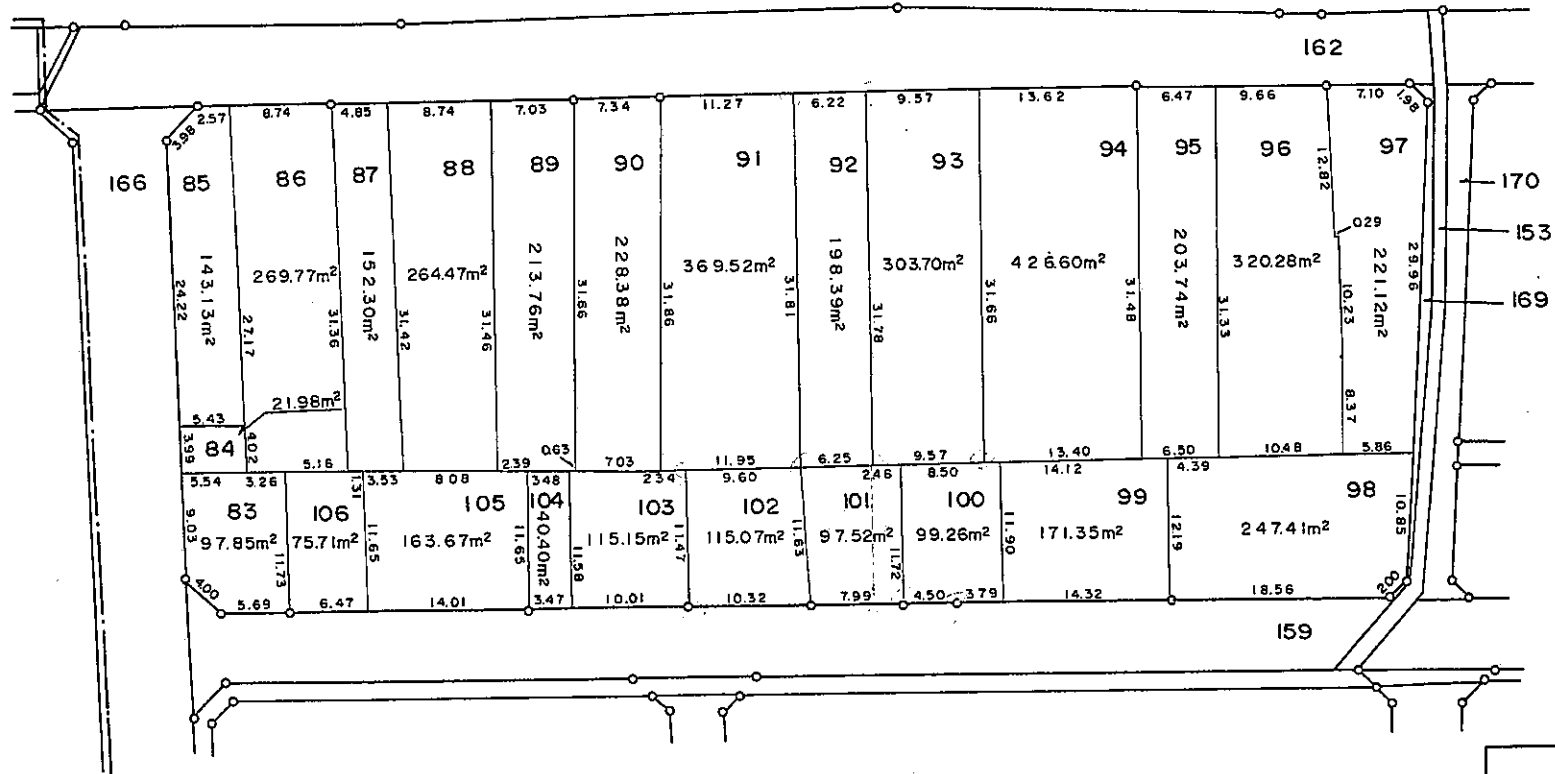 162
2.57 8.74 4.85 8.74 7.03 7.34 11.27 6.22 9.57 13.62 6.47 9.66 7.10 1.98
3.98
166 85 86 87 88 89 90 91 92 93 94 95 96 97
12.82
170
0.29
153
143.13m² 269.77m² 152.30m² 264.47m² 213.76m² 228.38m² 369.52m² 198.39m² 303.70m² 426.60m² 203.74m² 320.28m² 221.12m²
29.96
169
24.22 27.17 31.36 31.42 31.46 31.66 31.86 31.81 31.78 31.66 31.48 31.33 10.23
8.37
21.98m²
5.43
3.99 84 4.02
5.16 2.39 0.63 7.03 11.95 6.25 9.57 13.40 6.50 10.48 5.86
5.54 3.26 1.31 3.53 8.08 3.48 2.34 9.60 2.46 8.50 14.12 4.39
83 106 105 104 103 102 101 100 99 98
9.03 11.73 11.65 11.65 11.58 11.47 11.63 11.72 11.90 12.19 10.85
97.85m² 75.71m² 163.67m² 40.40m² 115.15m² 115.07m² 97.52m² 99.26m² 171.35m² 247.41m²
4.00 2.00
5.69 6.47 14.01 3.47 10.01 10.32 7.99 4.50 3.79 14.32 18.56
159